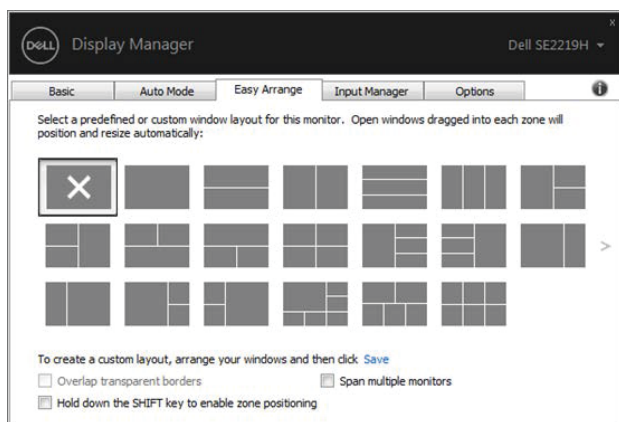 x
DELL Display Manager Dell SE2219H
Basic Auto Mode Easy Arrange Input Manager Options
Select a predefined or custom window layout for this monitor. Open windows dragged into each zone will
position and resize automatically:
To create a custom layout, arrange your windows and then click Save
Overlap transparent borders Span multiple monitors
Hold down the SHIFT key to enable zone positioning